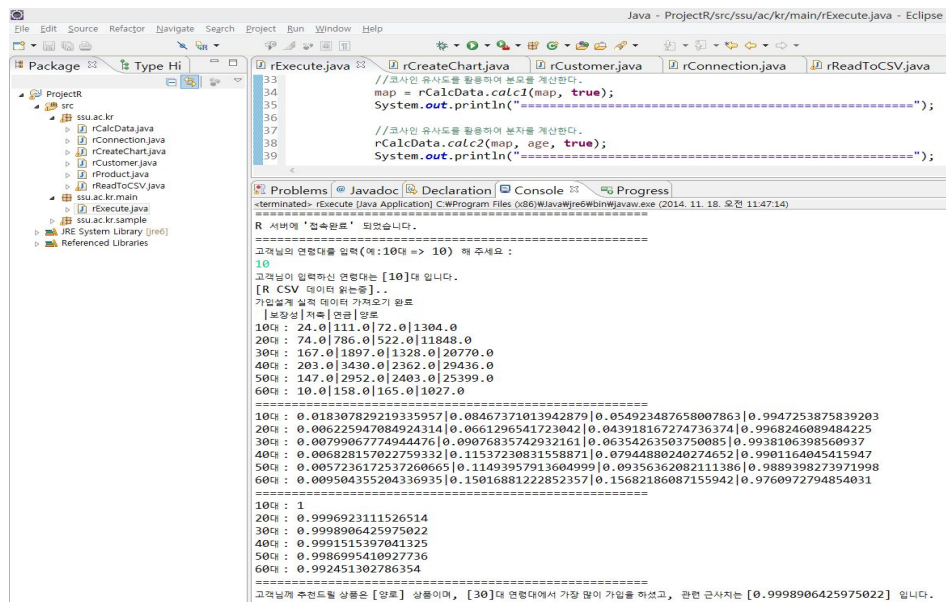 Java - ProjectR/src/ssu/ac/kr/main/rExecute.java - Eclipse
File Edit Source Refactor Navigate Search Project Run Window Help
Package Type Hi
ProjectR
src
ssu.ac.kr
rCalcData.java
rConnection.java
rCreateChart.java
rCustomer.java
rProduct.java
rReadToCSV.java
ssu.ac.kr.main
rExecute.java
ssu.ac.kr.sample
JRE System Library [jre6]
Referenced Libraries
rExecute.java rCreateChart.java rCustomer.java rConnection.java rReadToCSV.java
33 //코사인 유사도를 활용하여 분모를 계산한다.
34 map = rCalcData.calc1(map, true);
35 System.out.println("=================================================");
36
37 //코사인 유사도를 활용하여 분자를 계산한다.
38 rCalcData.calc2(map, age, true);
39 System.out.println("=================================================");
Problems Javadoc Declaration Console Progress
<terminated> rExecute [Java Application] C:₩Program Files (x86)₩Java₩jre6₩bin₩javaw.exe (2014. 11. 18. 오전 11:47:14)
=================================================
R 서버에 '접속완료' 되었습니다.
=================================================
고객님의 연령대를 입력(예:10대 => 10) 해 주세요 :
10
고객님이 입력하신 연령대는 [10]대 입니다.
[R CSV 데이터 읽는중]..
가입설계 실적 데이터 가져오기 완료
|보장성|저축|연금|양로
10대 : 24.0|111.0|72.0|1304.0
20대 : 74.0|786.0|522.0|11848.0
30대 : 167.0|1897.0|1328.0|20770.0
40대 : 203.0|3430.0|2362.0|29436.0
50대 : 147.0|2952.0|2403.0|25399.0
60대 : 10.0|158.0|165.0|1027.0
=================================================
10대 : 0.018307829219335957|0.08467371013942879|0.054923487658007863|0.9947253875839203
20대 : 0.006225947084924314|0.0661296541723042|0.043918167274736374|0.9968246089484225
30대 : 0.00799067774944476|0.09076835742932161|0.06354263503750085|0.9938106398560937
40대 : 0.006828157022759332|0.11537230831558871|0.07944880240274652|0.9901164045415947
50대 : 0.0057236172537260665|0.11493957913604999|0.09356362082111386|0.9889398273971998
60대 : 0.009504355204336935|0.15016881222852357|0.15682186087155942|0.9760972794854031
=================================================
10대 : 1
20대 : 0.9996923111526514
30대 : 0.9998906425975022
40대 : 0.9991515397041325
50대 : 0.9986995410927736
60대 : 0.992451302786354
=================================================
고객님께 추천드릴 상품은 [양로] 상품이며, [30]대 연령대에서 가장 많이 가입을 하셨고, 관련 근사치는 [0.9998906425975022] 입니다.